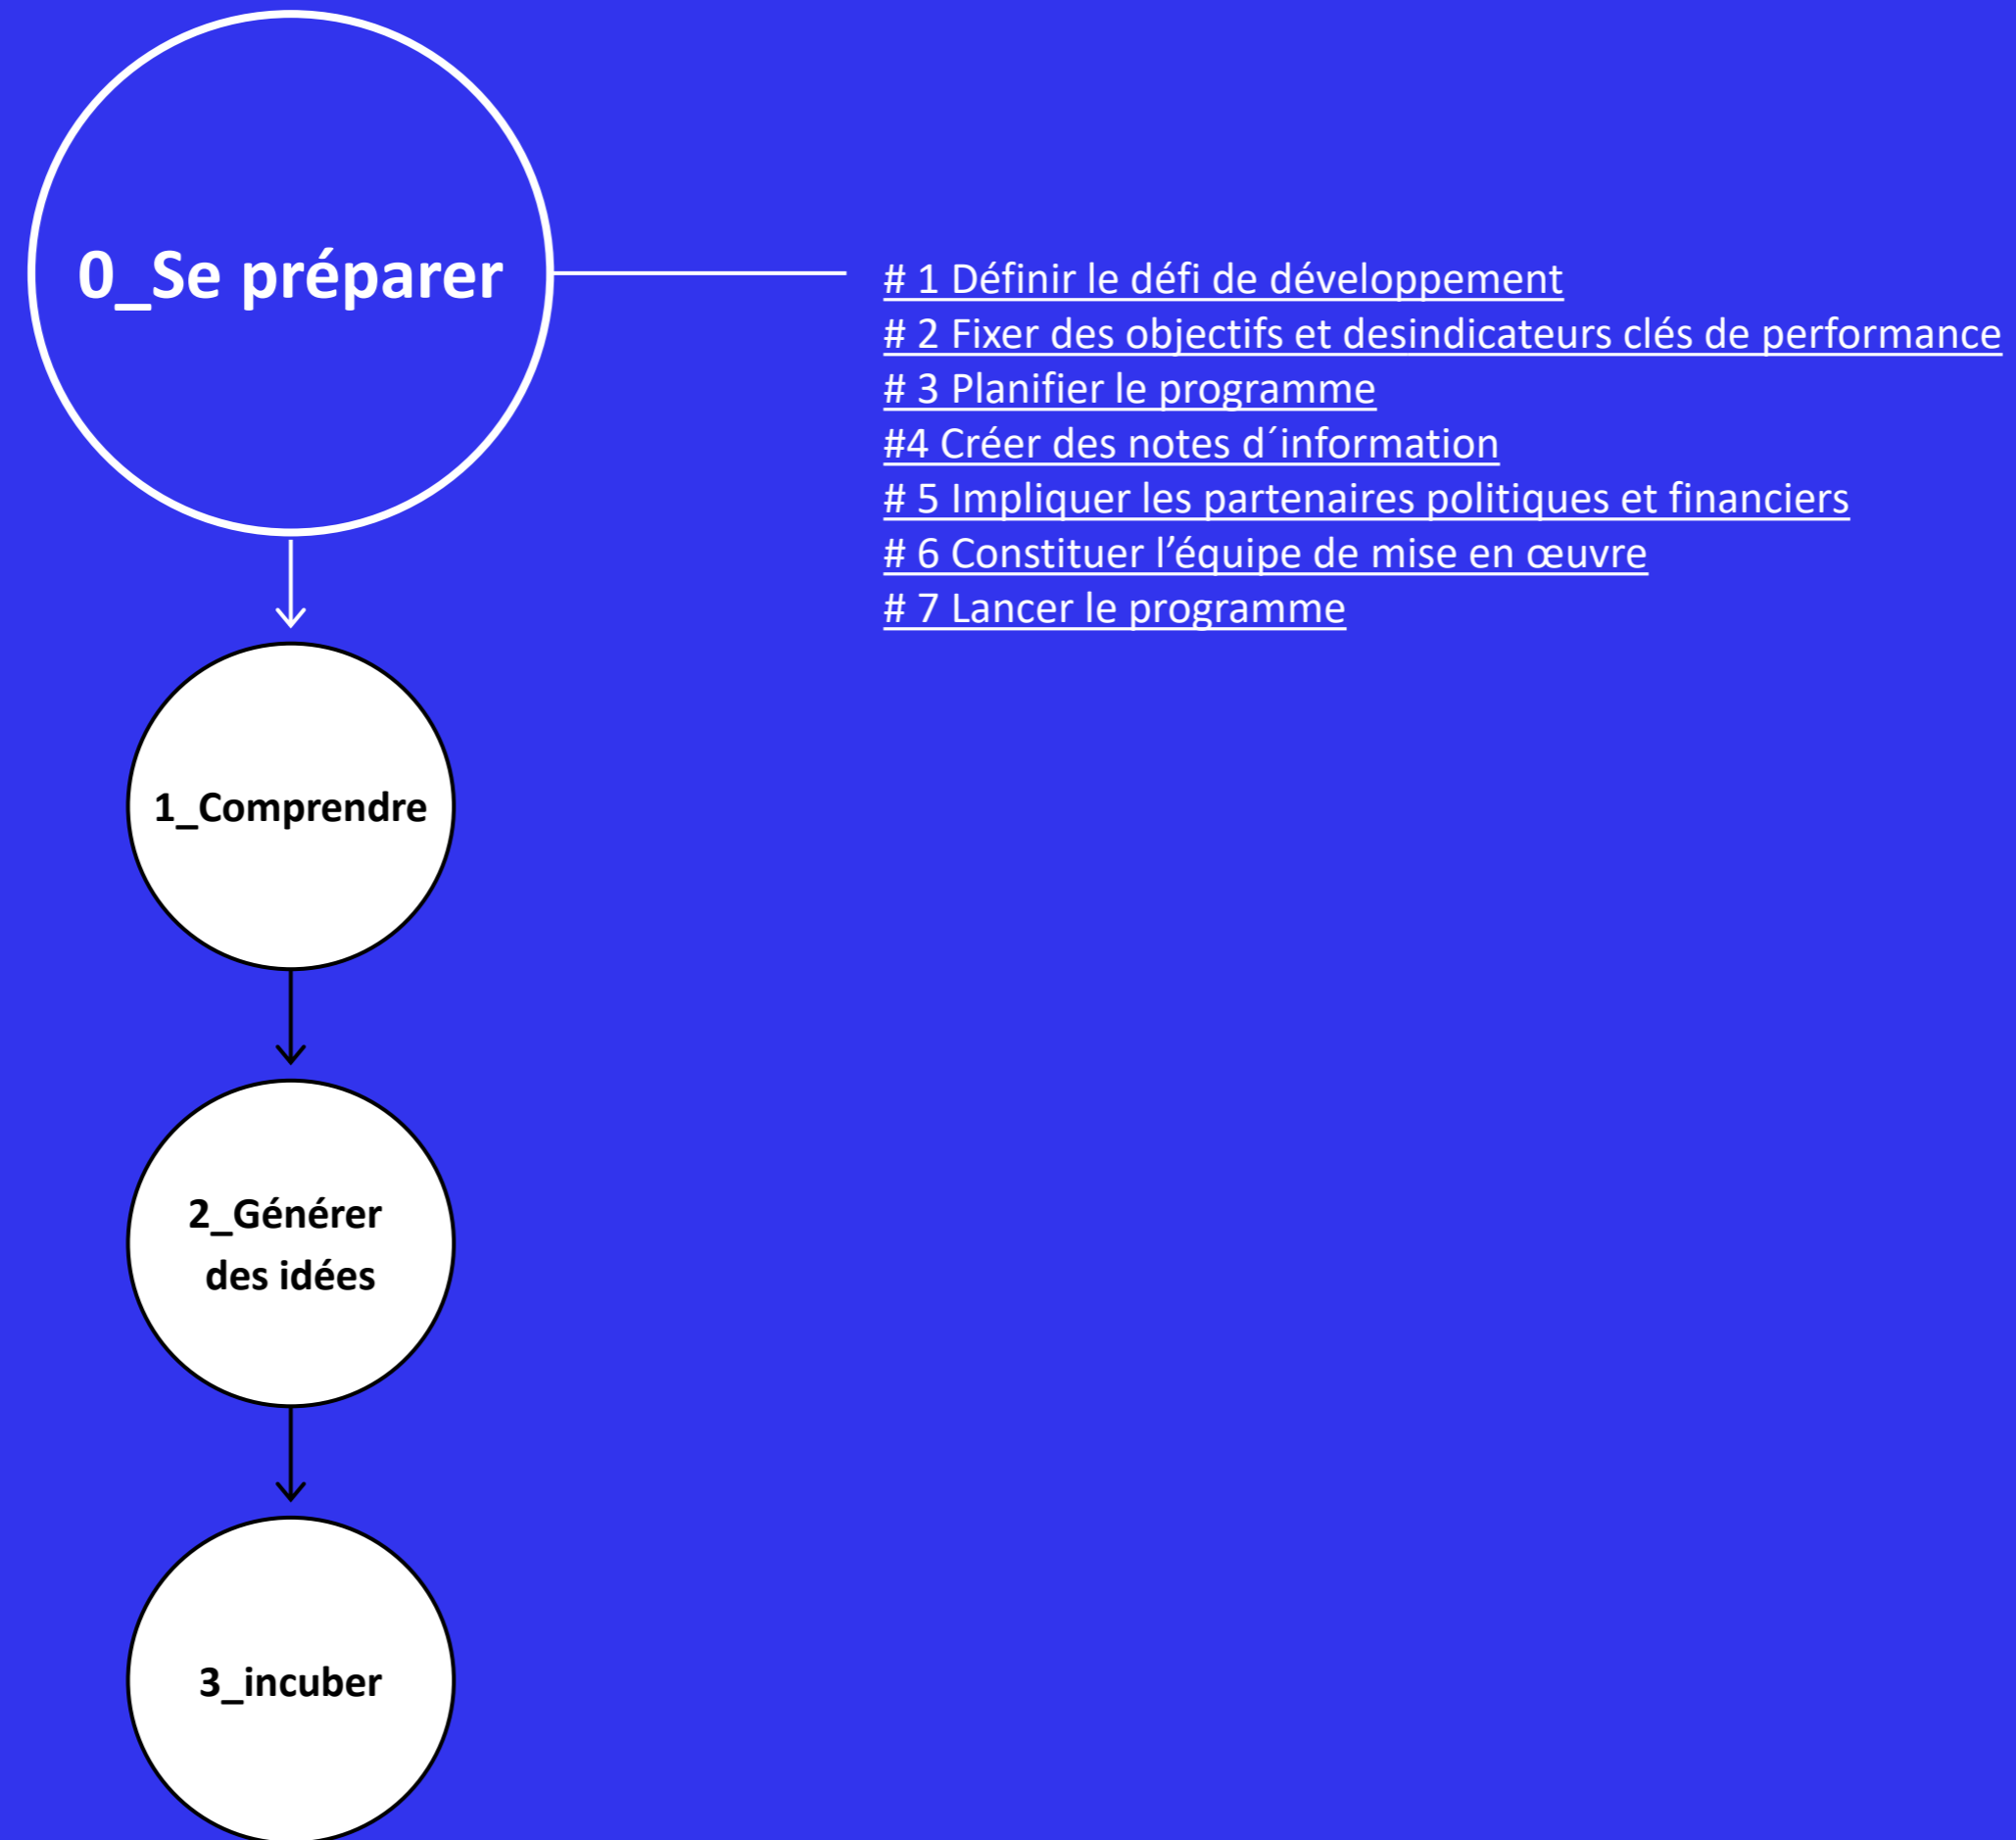 0_Se préparer
# 1 Définir le défi de développement
# 2 Fixer des objectifs et desindicateurs clés de performance
# 3 Planifier le programme
#4 Créer des notes d´information
# 5 Impliquer les partenaires politiques et financiers
# 6 Constituer l’équipe de mise en œuvre
# 7 Lancer le programme
1_Comprendre
2_Générer
des idées
3_incuber